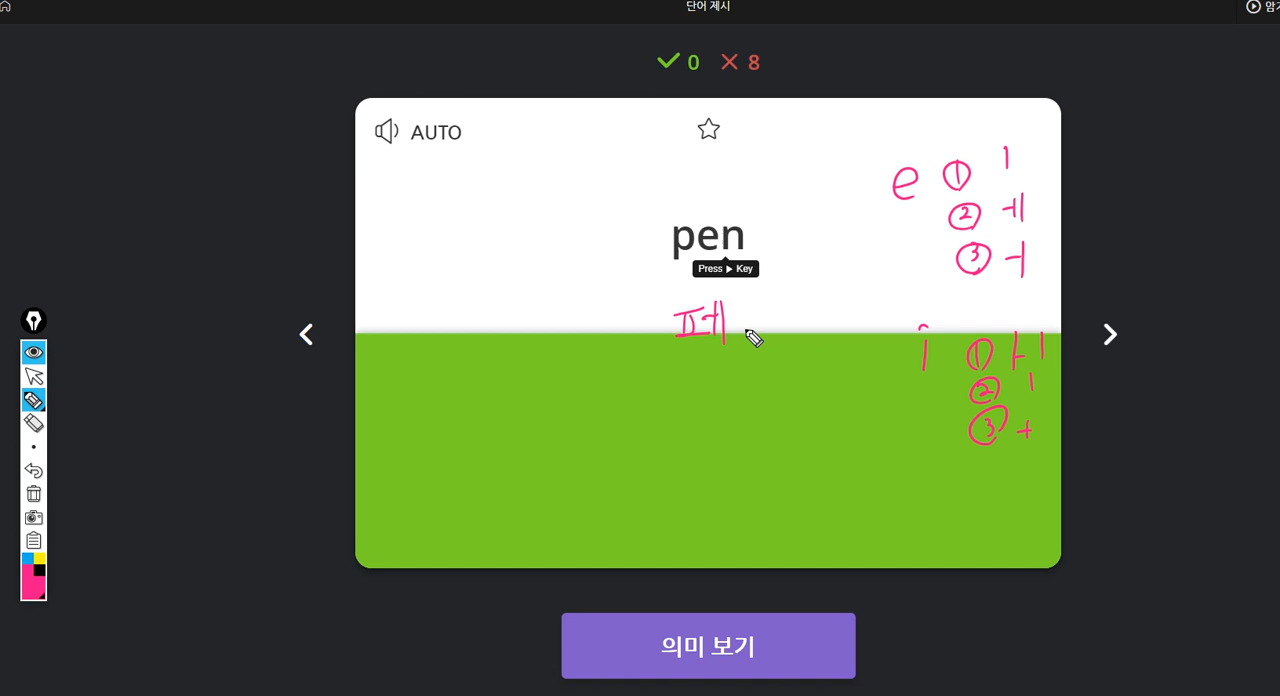 단어 제시
0 8
AUTO
e ① ㅣ
② ㅔ
③ ㅓ
pen
Press ▶ Key
페
i ① ㅏㅣ
② ㅣ
③
의미 보기